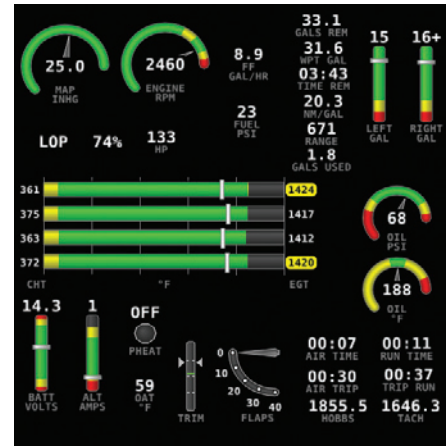 25.0
MAP
INHG
2460
ENGINE
RPM
8.9
FF
GAL/HR
23
FUEL
PSI
33.1
GALS REM
31.6
WPT GAL
03:43
TIME REM
20.3
NM/GAL
671
RANGE
1.8
GALS USED
15
LEFT
GAL
16+
RIGHT
GAL
LOP 74% 133
HP
361 1424
375 1417
363 1412
372 1420
CHT °F EGT
68
OIL
PSI
188
OIL
°F
14.3
BATT
VOLTS
1
ALT
AMPS
OFF
PHEAT
59
OAT
°F
TRIM
0
10
20
30
40
FLAPS
00:07
AIR TIME
00:11
RUN TIME
00:30
AIR TRIP
00:37
TRIP RUN
1855.5
HOBBS
1646.3
TACH